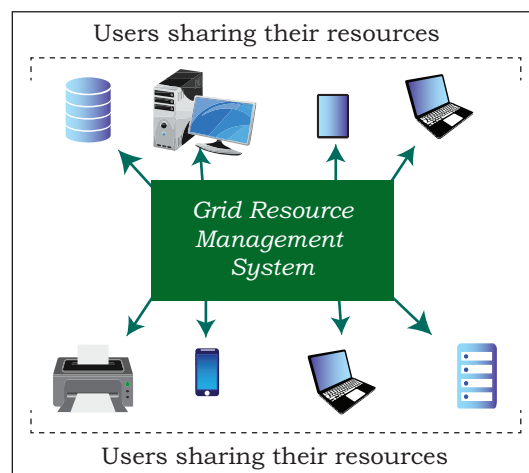 Users sharing their resources
Grid Resource
Management
System
Users sharing their resources